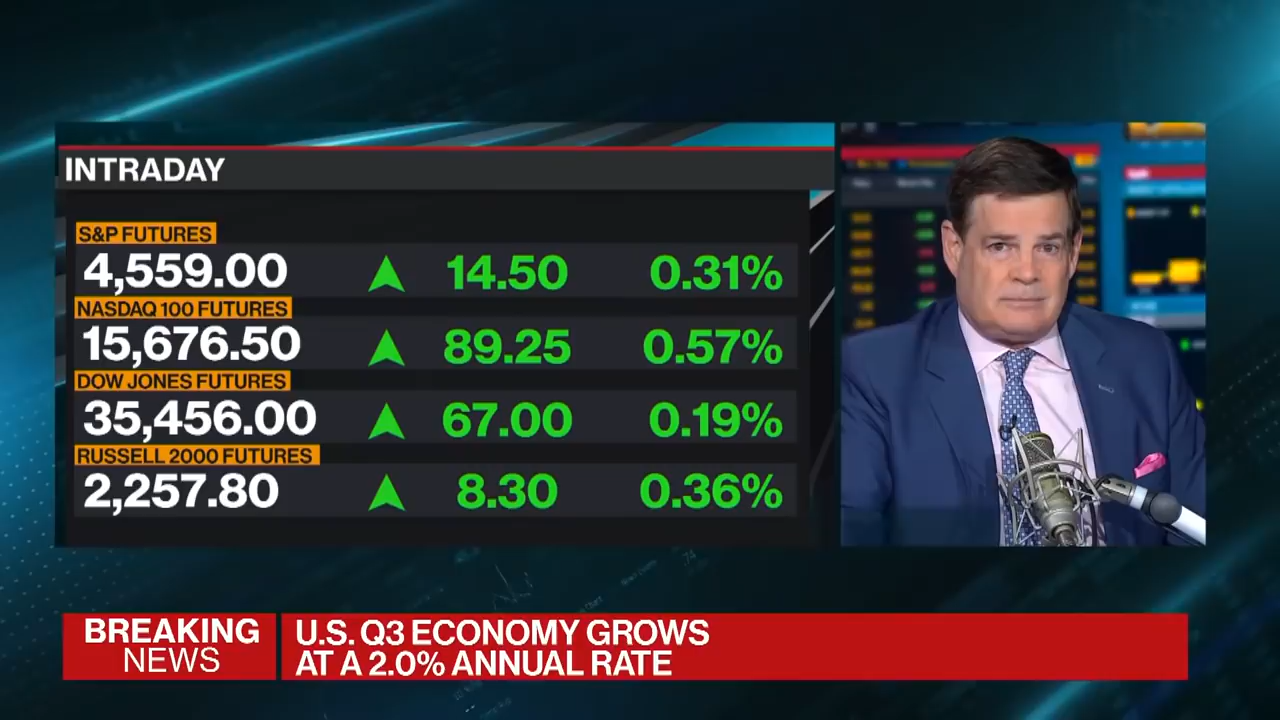 INTRADAY
S&P FUTURES
4,559.00 14.50 0.31%
NASDAQ 100 FUTURES
15,676.50 89.25 0.57%
DOW JONES FUTURES
35,456.00 67.00 0.19%
RUSSELL 2000 FUTURES
2,257.80 8.30 0.36%
BREAKING
NEWS
U.S. Q3 ECONOMY GROWS
AT A 2.0% ANNUAL RATE